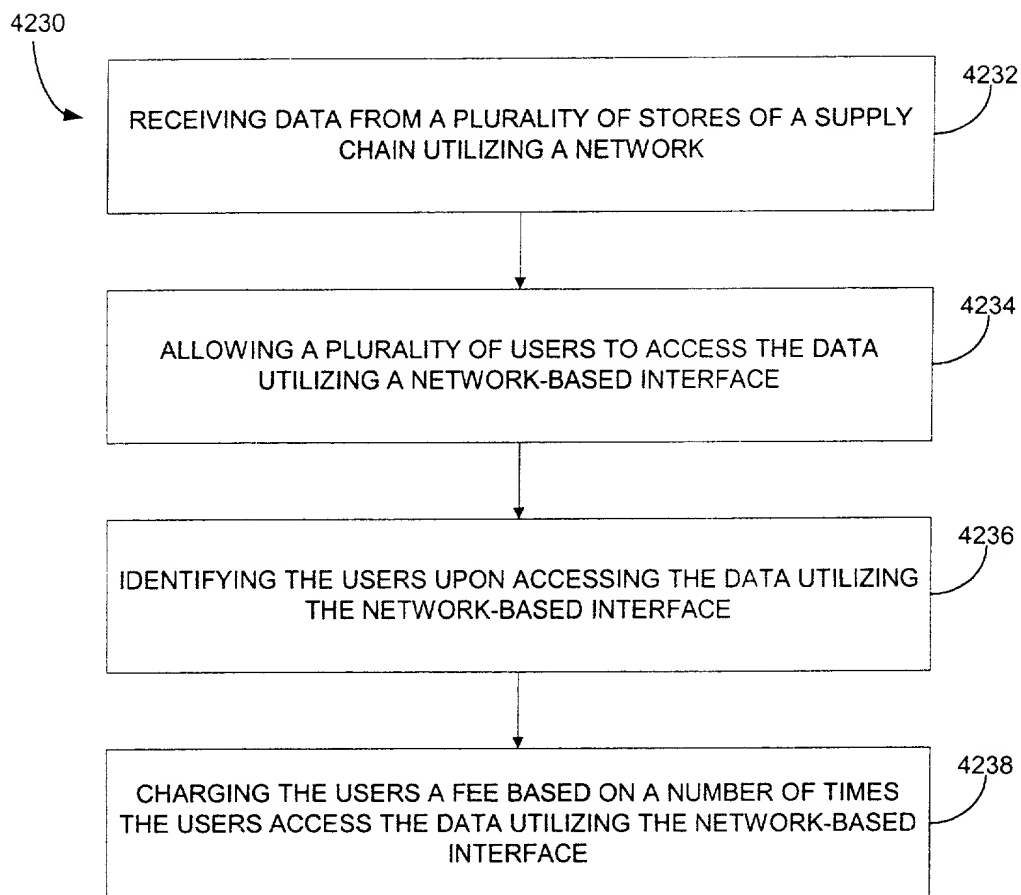 4230
4232
RECEIVING DATA FROM A PLURALITY OF STORES OF A SUPPLY
CHAIN UTILIZING A NETWORK
4234
ALLOWING A PLURALITY OF USERS TO ACCESS THE DATA
UTILIZING A NETWORK-BASED INTERFACE
4236
IDENTIFYING THE USERS UPON ACCESSING THE DATA UTILIZING
THE NETWORK-BASED INTERFACE
4238
CHARGING THE USERS A FEE BASED ON A NUMBER OF TIMES
THE USERS ACCESS THE DATA UTILIZING THE NETWORK-BASED
INTERFACE